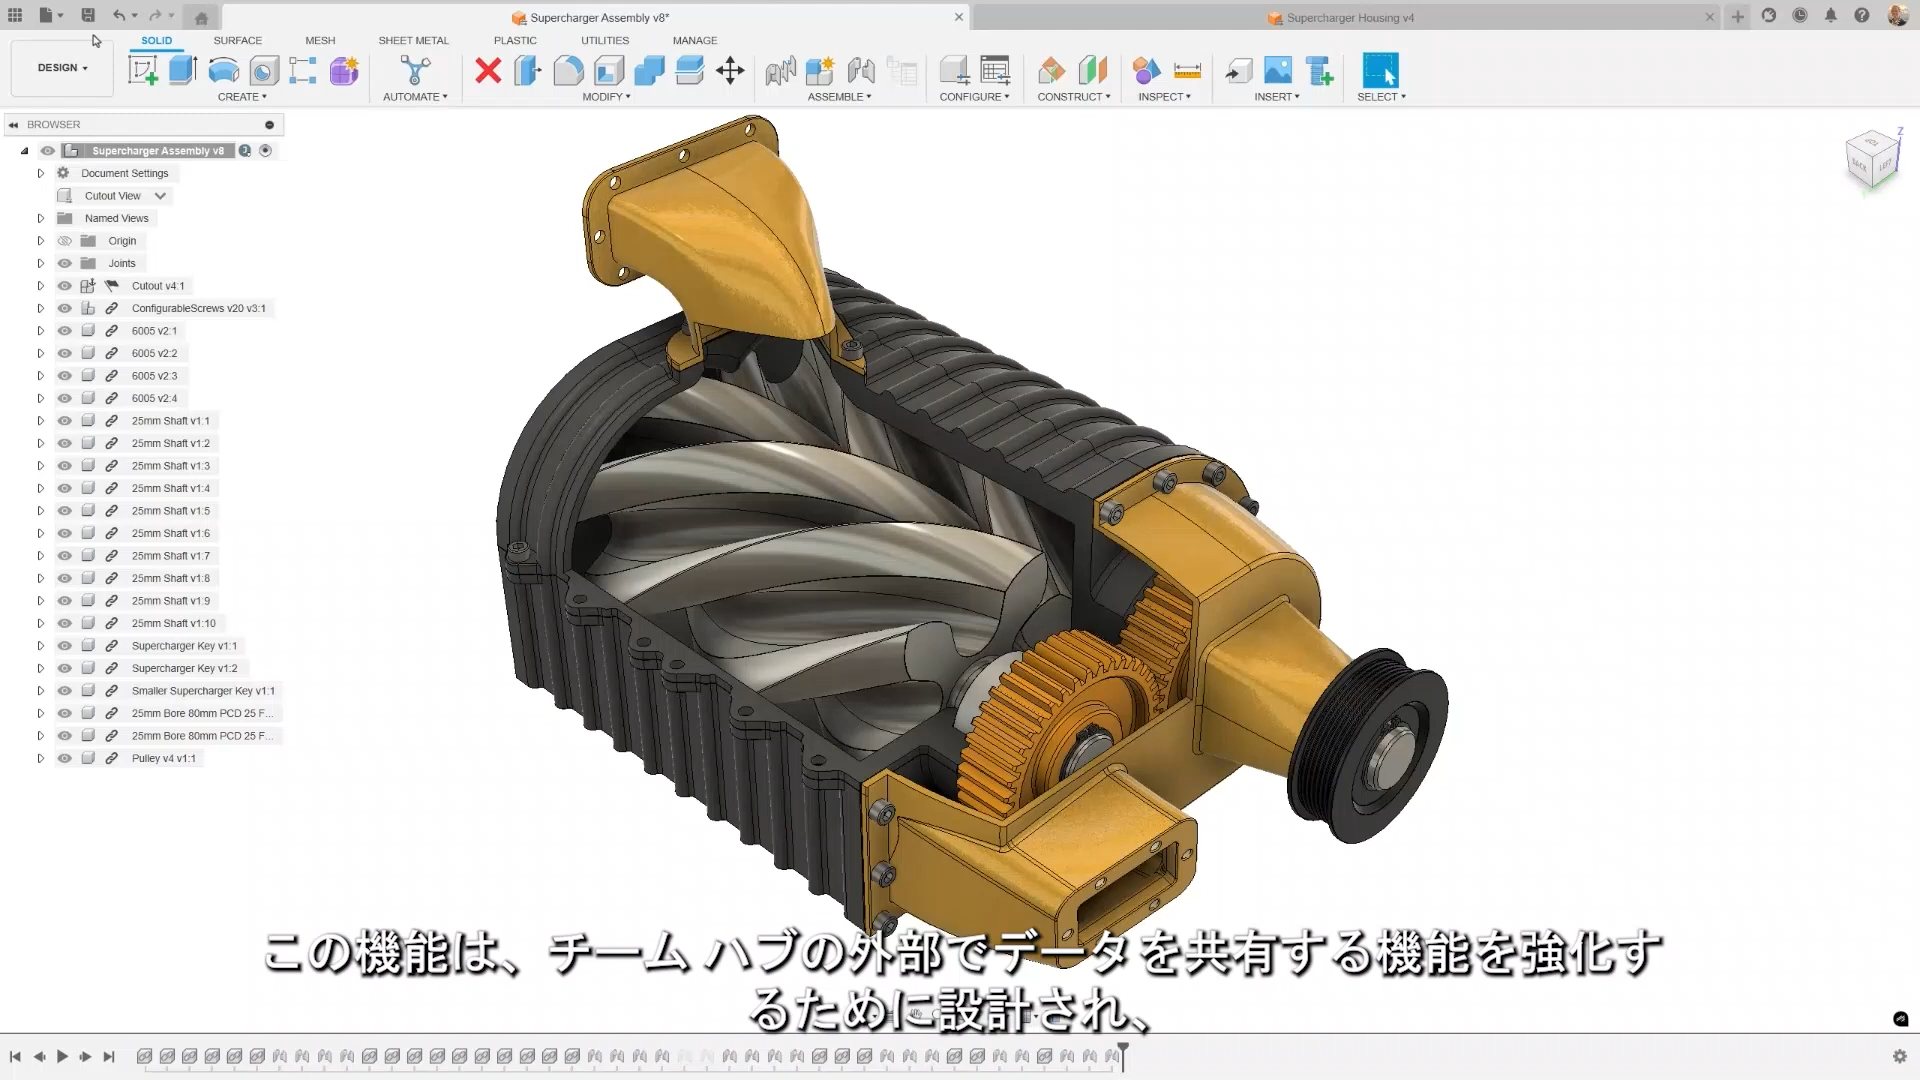 Supercharger Assembly v8*
Supercharger Housing v4
DESIGN
SOLID
SURFACE
MESH
SHEET METAL
PLASTIC
UTILITIES
MANAGE
CREATE
AUTOMATE
MODIFY
ASSEMBLE
CONFIGURE
CONSTRUCT
INSPECT
INSERT
SELECT
BROWSER
Supercharger Assembly v8
Document Settings
Cutout View
Named Views
Origin
Joints
Cutout v4:1
ConfigurableScrews v20 v3:1
6005 v2:1
6005 v2:2
6005 v2:3
6005 v2:4
25mm Shaft v1:1
25mm Shaft v1:2
25mm Shaft v1:3
25mm Shaft v1:4
25mm Shaft v1:5
25mm Shaft v1:6
25mm Shaft v1:7
25mm Shaft v1:8
25mm Shaft v1:9
25mm Shaft v1:10
Supercharger Key v1:1
Supercharger Key v1:2
Smaller Supercharger Key v1:1
25mm Bore 80mm PCD 25 F...
25mm Bore 80mm PCD 25 F...
Pulley v4 v1:1
Z
TOP
BACK
LEFT
この機能は、チーム ハブの外部でデータを共有する機能を強化す
るために設計され、